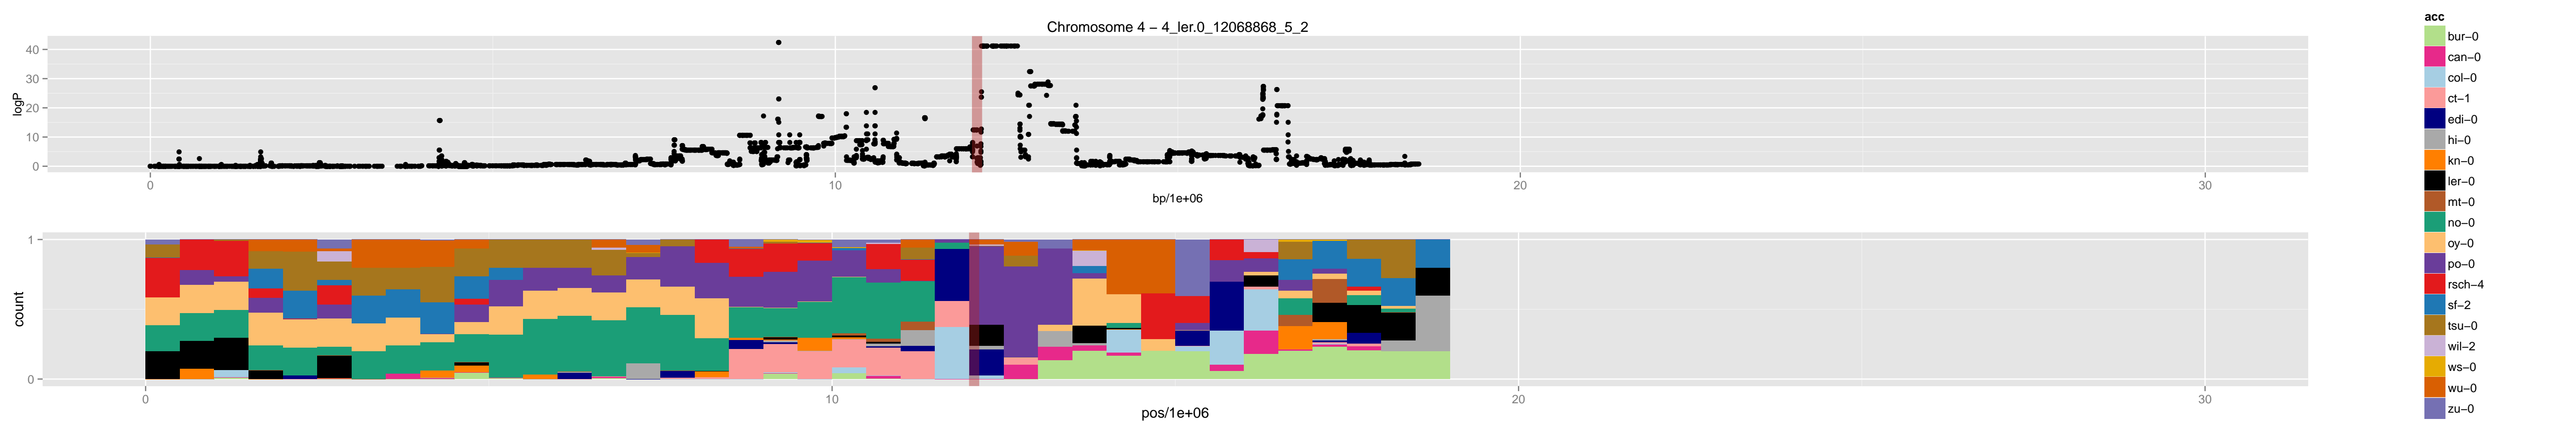 Chromosome 4 − 4_ler.0_12068868_5_2
40
30
20
10
0
logP
0
10
20
30
bp/1e+06
1
0
count
0
10
20
30
pos/1e+06
acc
bur−0
can−0
col−0
ct−1
edi−0
hi−0
kn−0
ler−0
mt−0
no−0
oy−0
po−0
rsch−4
sf−2
tsu−0
wil−2
ws−0
wu−0
zu−0